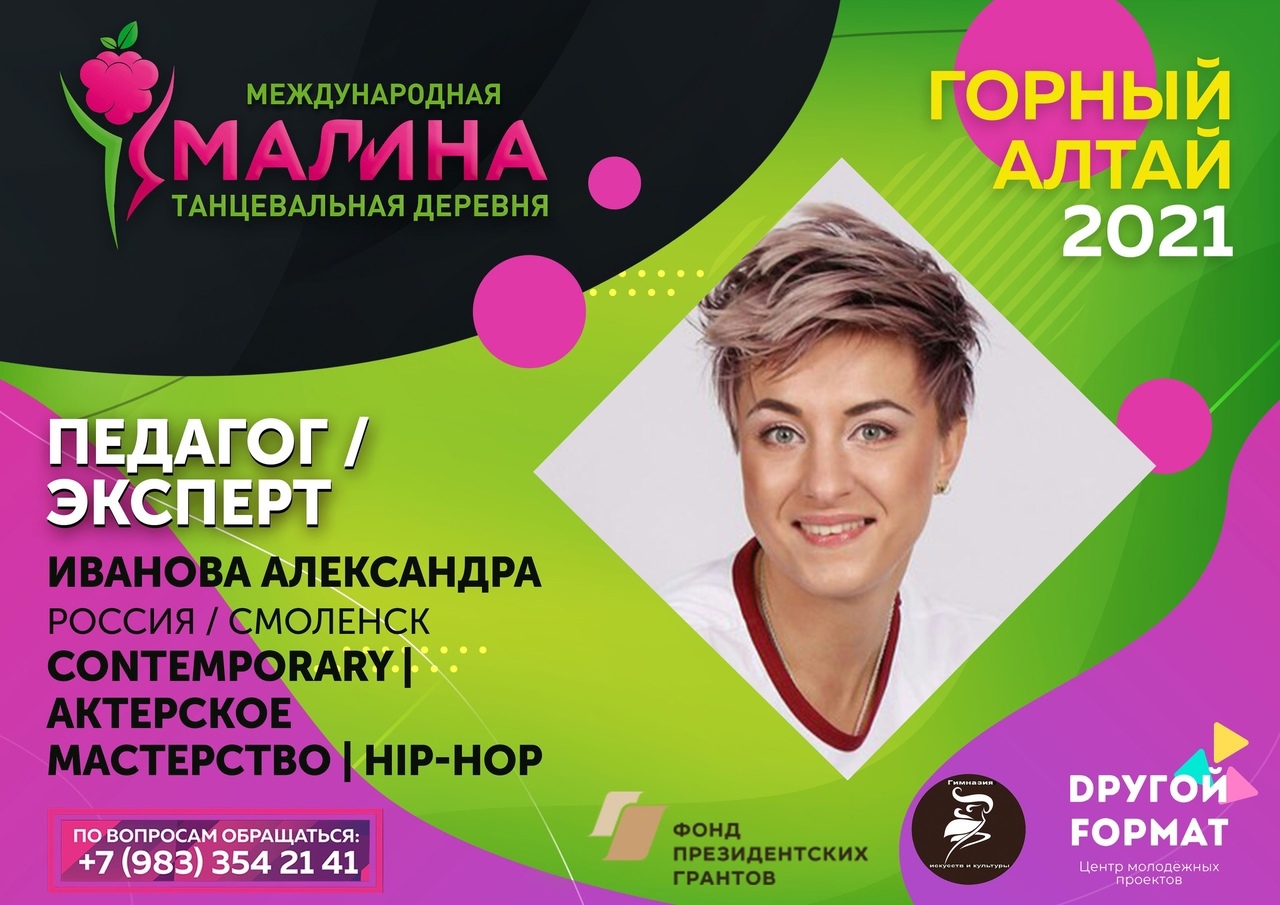 МЕЖДУНАРОДНАЯ
МАЛИНА
ТАНЦЕВАЛЬНАЯ ДЕРЕВНЯ
ГОРНЫЙ
АЛТАЙ
2021
ПЕДАГОГ /
ЭКСПЕРТ
ИВАНОВА АЛЕКСАНДРА
РОССИЯ / СМОЛЕНСК
CONTEMPORARY |
АКТЕРСКОЕ
МАСТЕРСТВО | HIP-HOP
ПО ВОПРОСАМ ОБРАЩАТЬСЯ:
+7 (983) 354 21 41
ФОНД
ПРЕЗИДЕНТСКИХ
ГРАНТОВ
Гимназия
искусств и культуры
DРУГОЙ
FОРМАТ
Центр молодёжных
проектов